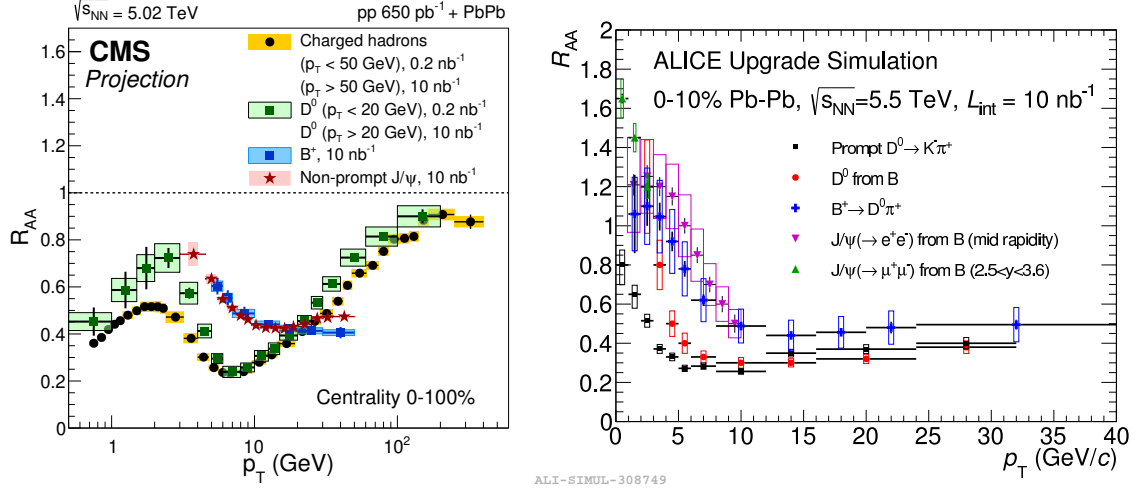 √s_NN = 5.02 TeV pp 650 pb⁻¹ + PbPb
CMS
Projection
Charged hadrons
(p_T < 50 GeV), 0.2 nb⁻¹
(p_T > 50 GeV), 10 nb⁻¹
D⁰ (p_T < 20 GeV), 0.2 nb⁻¹
D⁰ (p_T > 20 GeV), 10 nb⁻¹
B⁺, 10 nb⁻¹
Non-prompt J/ψ, 10 nb⁻¹
R_AA
1.6
1.4
1.2
1
0.8
0.6
0.4
0.2
0
Centrality 0-100%
1 10 10²
p_T (GeV)
R_AA
2
1.8
1.6
1.4
1.2
1
0.8
0.6
0.4
0.2
0
ALICE Upgrade Simulation
0-10% Pb-Pb, √s_NN=5.5 TeV, L_int = 10 nb⁻¹
Prompt D⁰→ K⁻π⁺
D⁰ from B
B⁺→ D⁰π⁺
J/ψ(→ e⁺e⁻) from B (mid rapidity)
J/ψ(→ μ⁺μ⁻) from B (2.5<y<3.6)
0 5 10 15 20 25 30 35 40
p_T (GeV/c)
ALI-SIMUL-308749